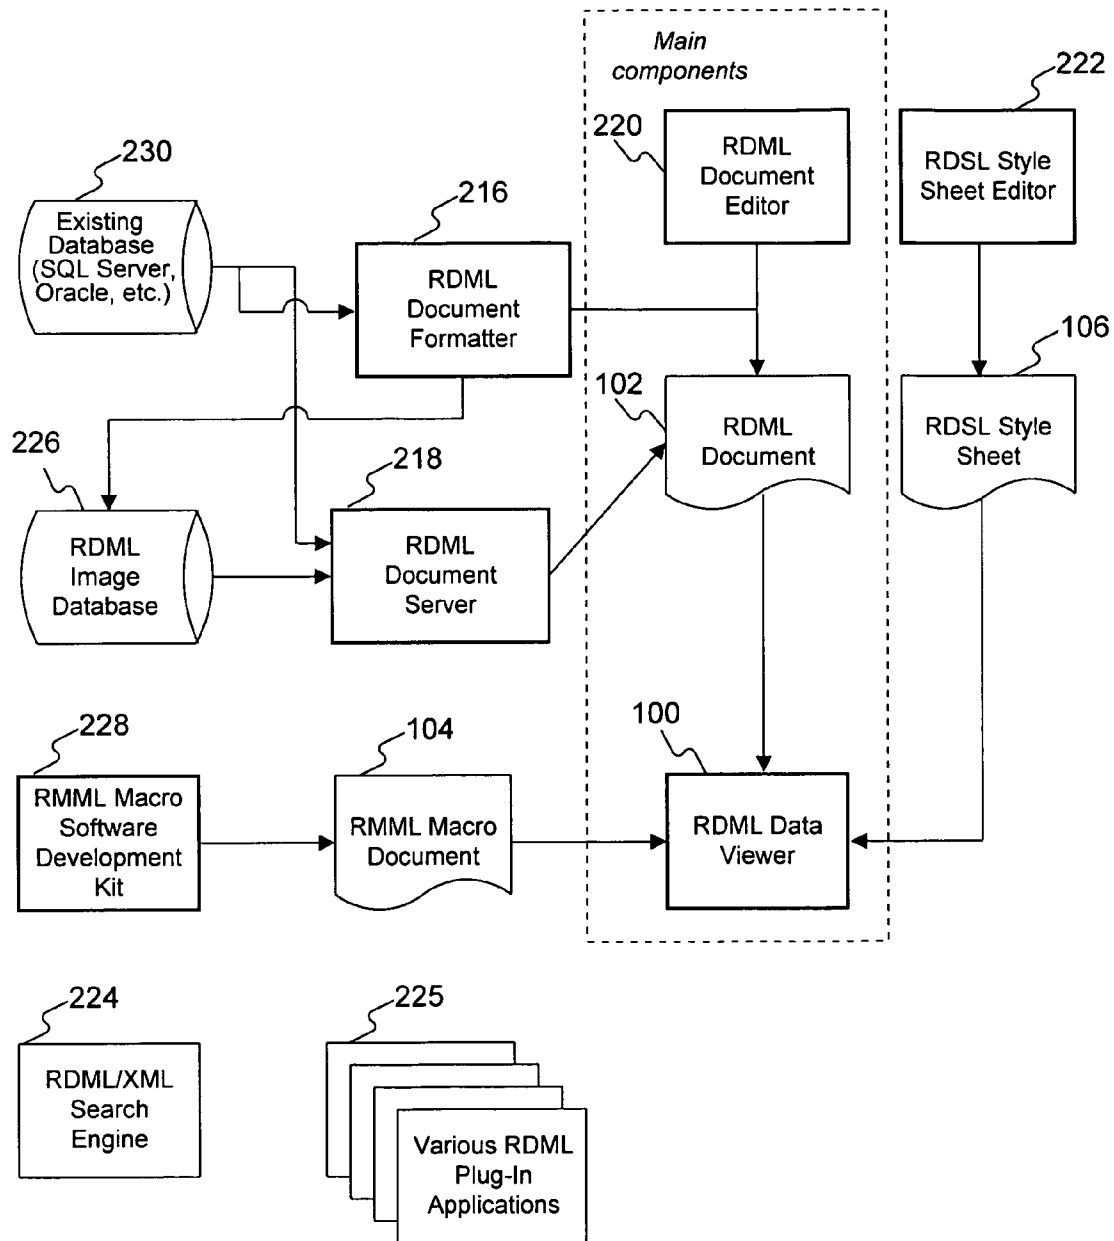 Main
components
222
220
RDML
Document
Editor
RDSL Style
Sheet Editor
230
Existing
Database
(SQL Server,
Oracle, etc.)
216
RDML
Document
Formatter
106
102
RDML
Document
RDSL Style
Sheet
226
RDML
Image
Database
218
RDML
Document
Server
228
RMML Macro
Software
Development
Kit
104
RMML Macro
Document
100
RDML Data
Viewer
224
RDML/XML
Search
Engine
225
Various RDML
Plug-In
Applications